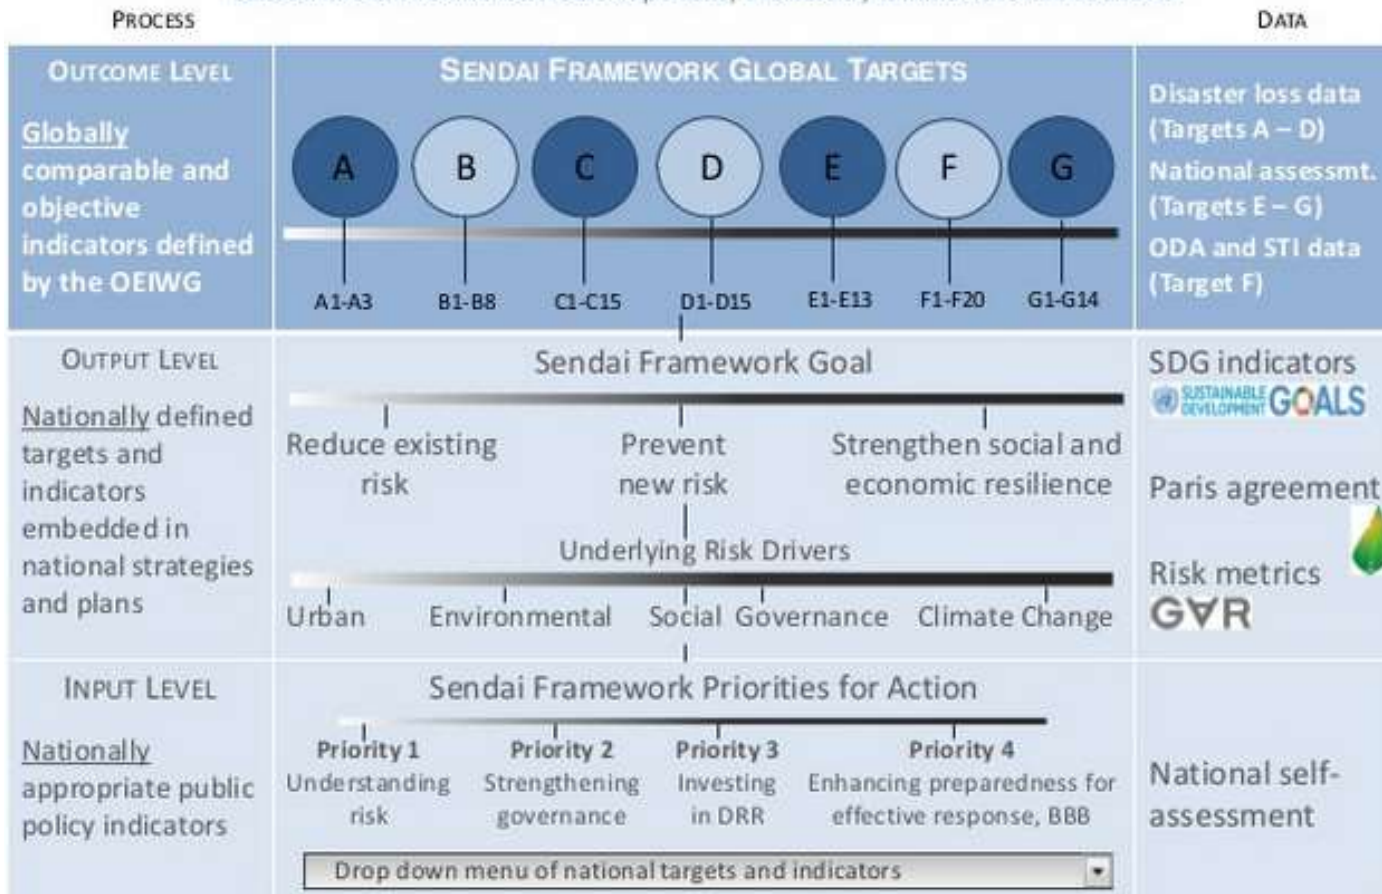 PROCESS
DATA
OUTCOME LEVEL
Globally
comparable and
objective
indicators defined
by the OEIWG
SENDAI FRAMEWORK GLOBAL TARGETS
A B C D E F G
A1-A3 B1-B8 C1-C15 D1-D15 E1-E13 F1-F20 G1-G14
Disaster loss data
(Targets A – D)
National assessmt.
(Targets E – G)
ODA and STI data
(Target F)
OUTPUT LEVEL
Nationally defined
targets and
indicators
embedded in
national strategies
and plans
Sendai Framework Goal
Reduce existing
risk
Prevent
new risk
Strengthen social and
economic resilience
Underlying Risk Drivers
Urban Environmental Social Governance Climate Change
SDG indicators
SUSTAINABLE
DEVELOPMENT GOALS
Paris agreement
Risk metrics
G∀R
INPUT LEVEL
Nationally
appropriate public
policy indicators
Sendai Framework Priorities for Action
Priority 1
Understanding
risk
Priority 2
Strengthening
governance
Priority 3
Investing
in DRR
Priority 4
Enhancing preparedness for
effective response, BBB
Drop down menu of national targets and indicators
National self-
assessment